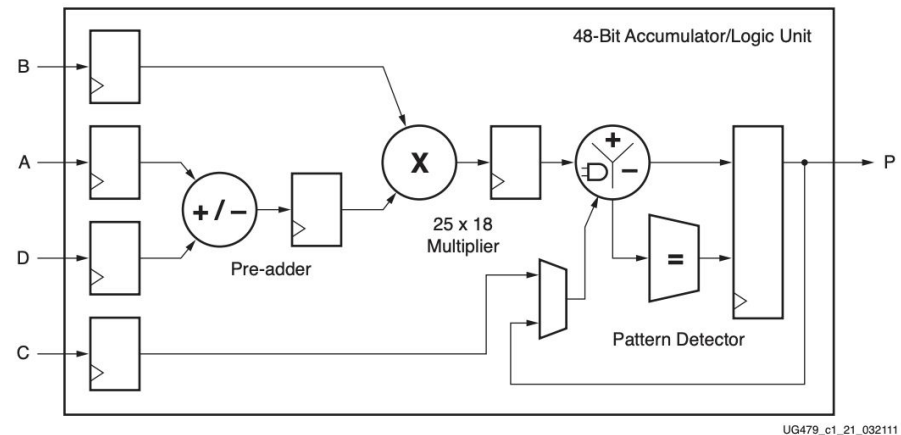 48-Bit Accumulator/Logic Unit
B
A
+
–
X
P
+ / –
25 x 18
Multiplier
D
=
Pre-adder
Pattern Detector
C
UG479_c1_21_032111